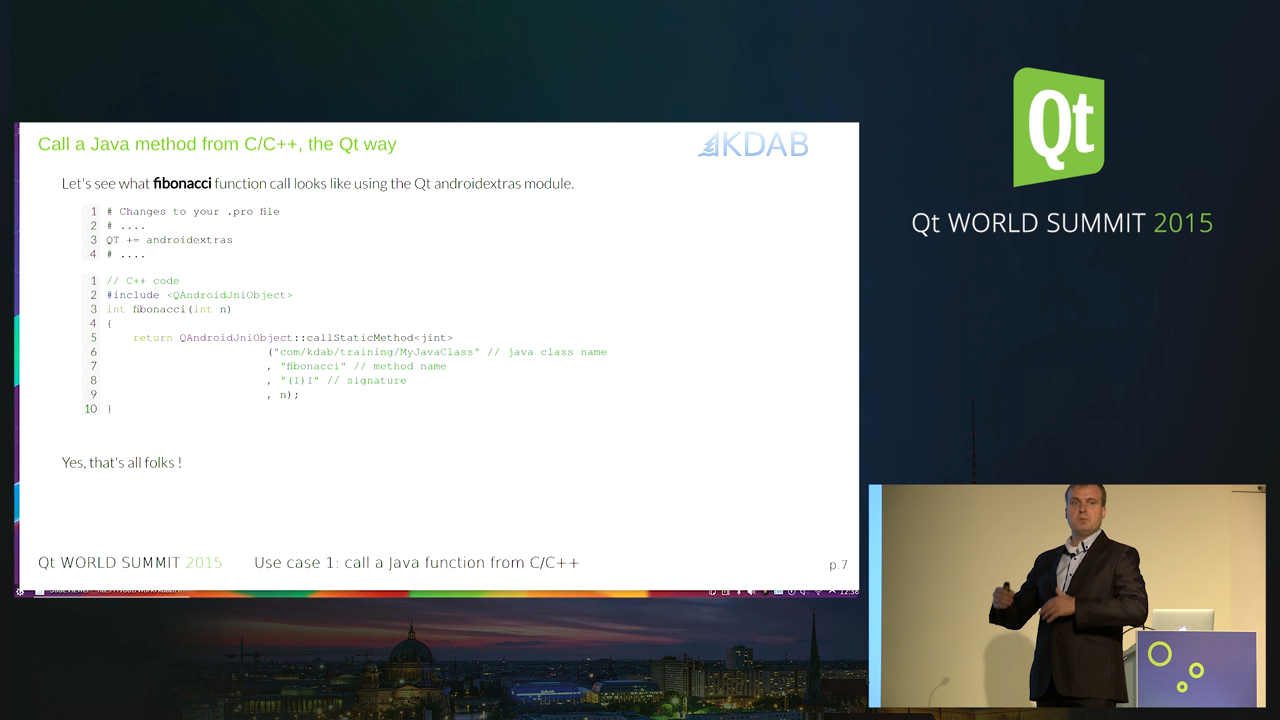 Call a Java method from C/C++, the Qt way
KDAB
Let's see what fibonacci function call looks like using the Qt androidextras module.
1 # Changes to your .pro file
2 # ....
3 QT += androidextras
4 # ....
1 // C++ code
2 #include <QAndroidJniObject>
3 int fibonacci(int n)
4 {
5 return QAndroidJniObject::callStaticMethod<jint>
6 ("com/kdab/training/MyJavaClass" // java class name
7 , "fibonacci" // method name
8 , "(I)I" // signature
9 , n);
10 }
Yes, that's all folks !
Qt WORLD SUMMIT 2015 Use case 1: call a Java function from C/C++ p.7
12:38
Qt
Qt WORLD SUMMIT 2015